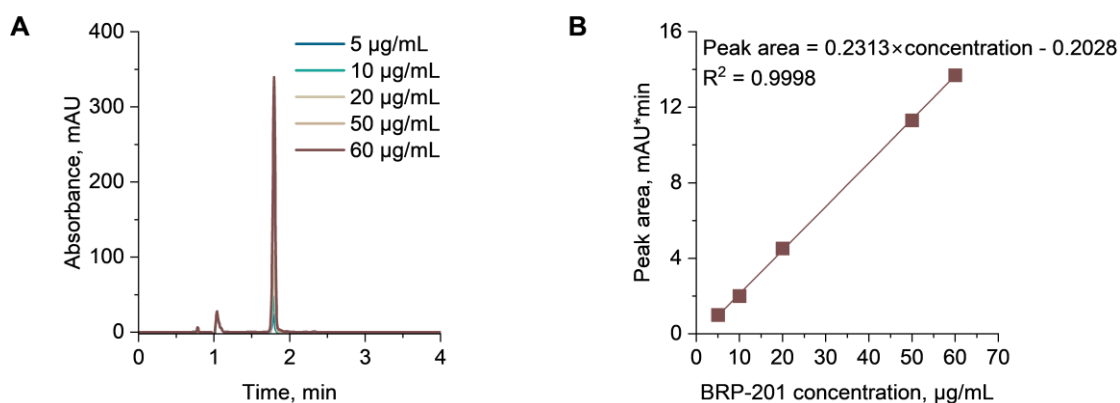 A
Absorbance, mAU
400
300
200
100
0
0
1
2
3
4
Time, min
5 µg/mL
10 µg/mL
20 µg/mL
50 µg/mL
60 µg/mL
B
Peak area, mAU*min
16
12
8
4
0
0
10
20
30
40
50
60
70
BRP-201 concentration, µg/mL
Peak area = 0.2313×concentration - 0.2028
R² = 0.9998